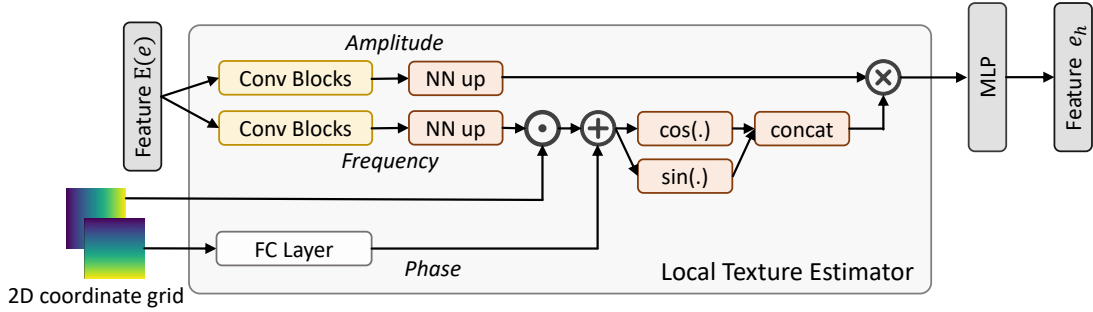 Feature E(e)
Amplitude
Conv Blocks
NN up
Conv Blocks
NN up
Frequency
cos(.)
sin(.)
concat
MLP
Feature e_h
FC Layer
Phase
Local Texture Estimator
2D coordinate grid